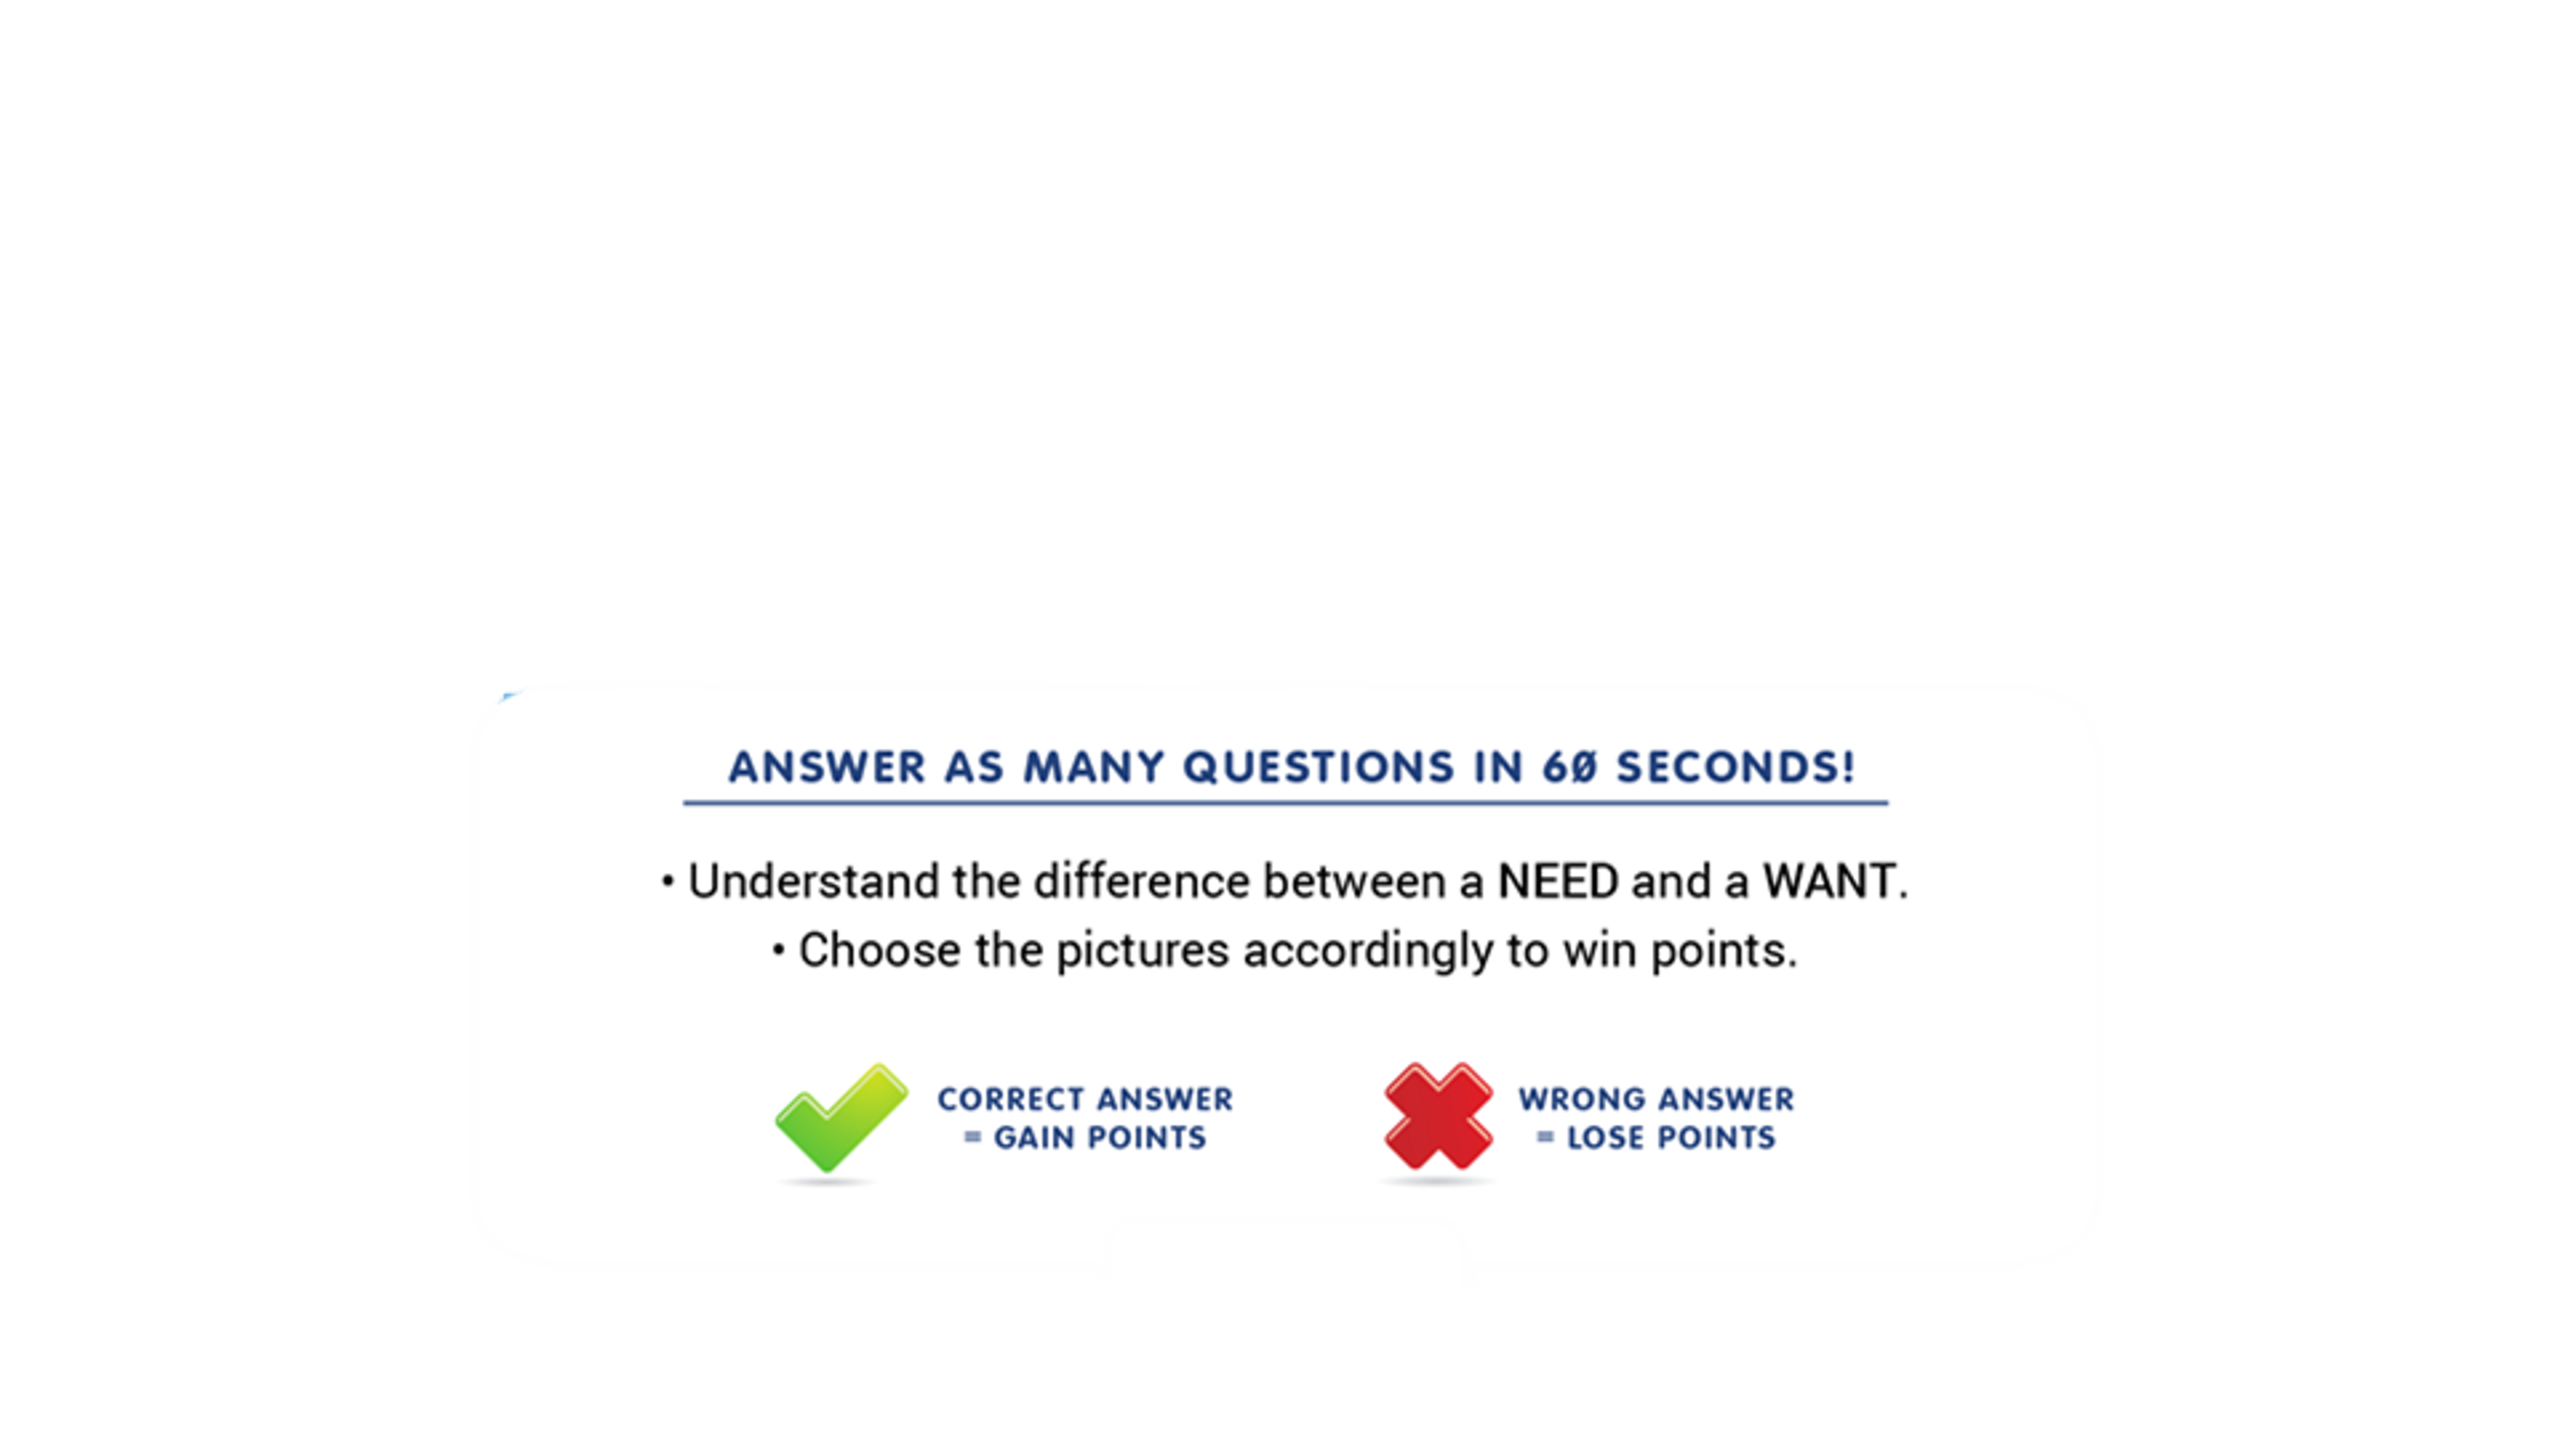 ANSWER AS MANY QUESTIONS IN 60 SECONDS!
• Understand the difference between a NEED and a WANT.
• Choose the pictures accordingly to win points.
CORRECT ANSWER
= GAIN POINTS
WRONG ANSWER
= LOSE POINTS